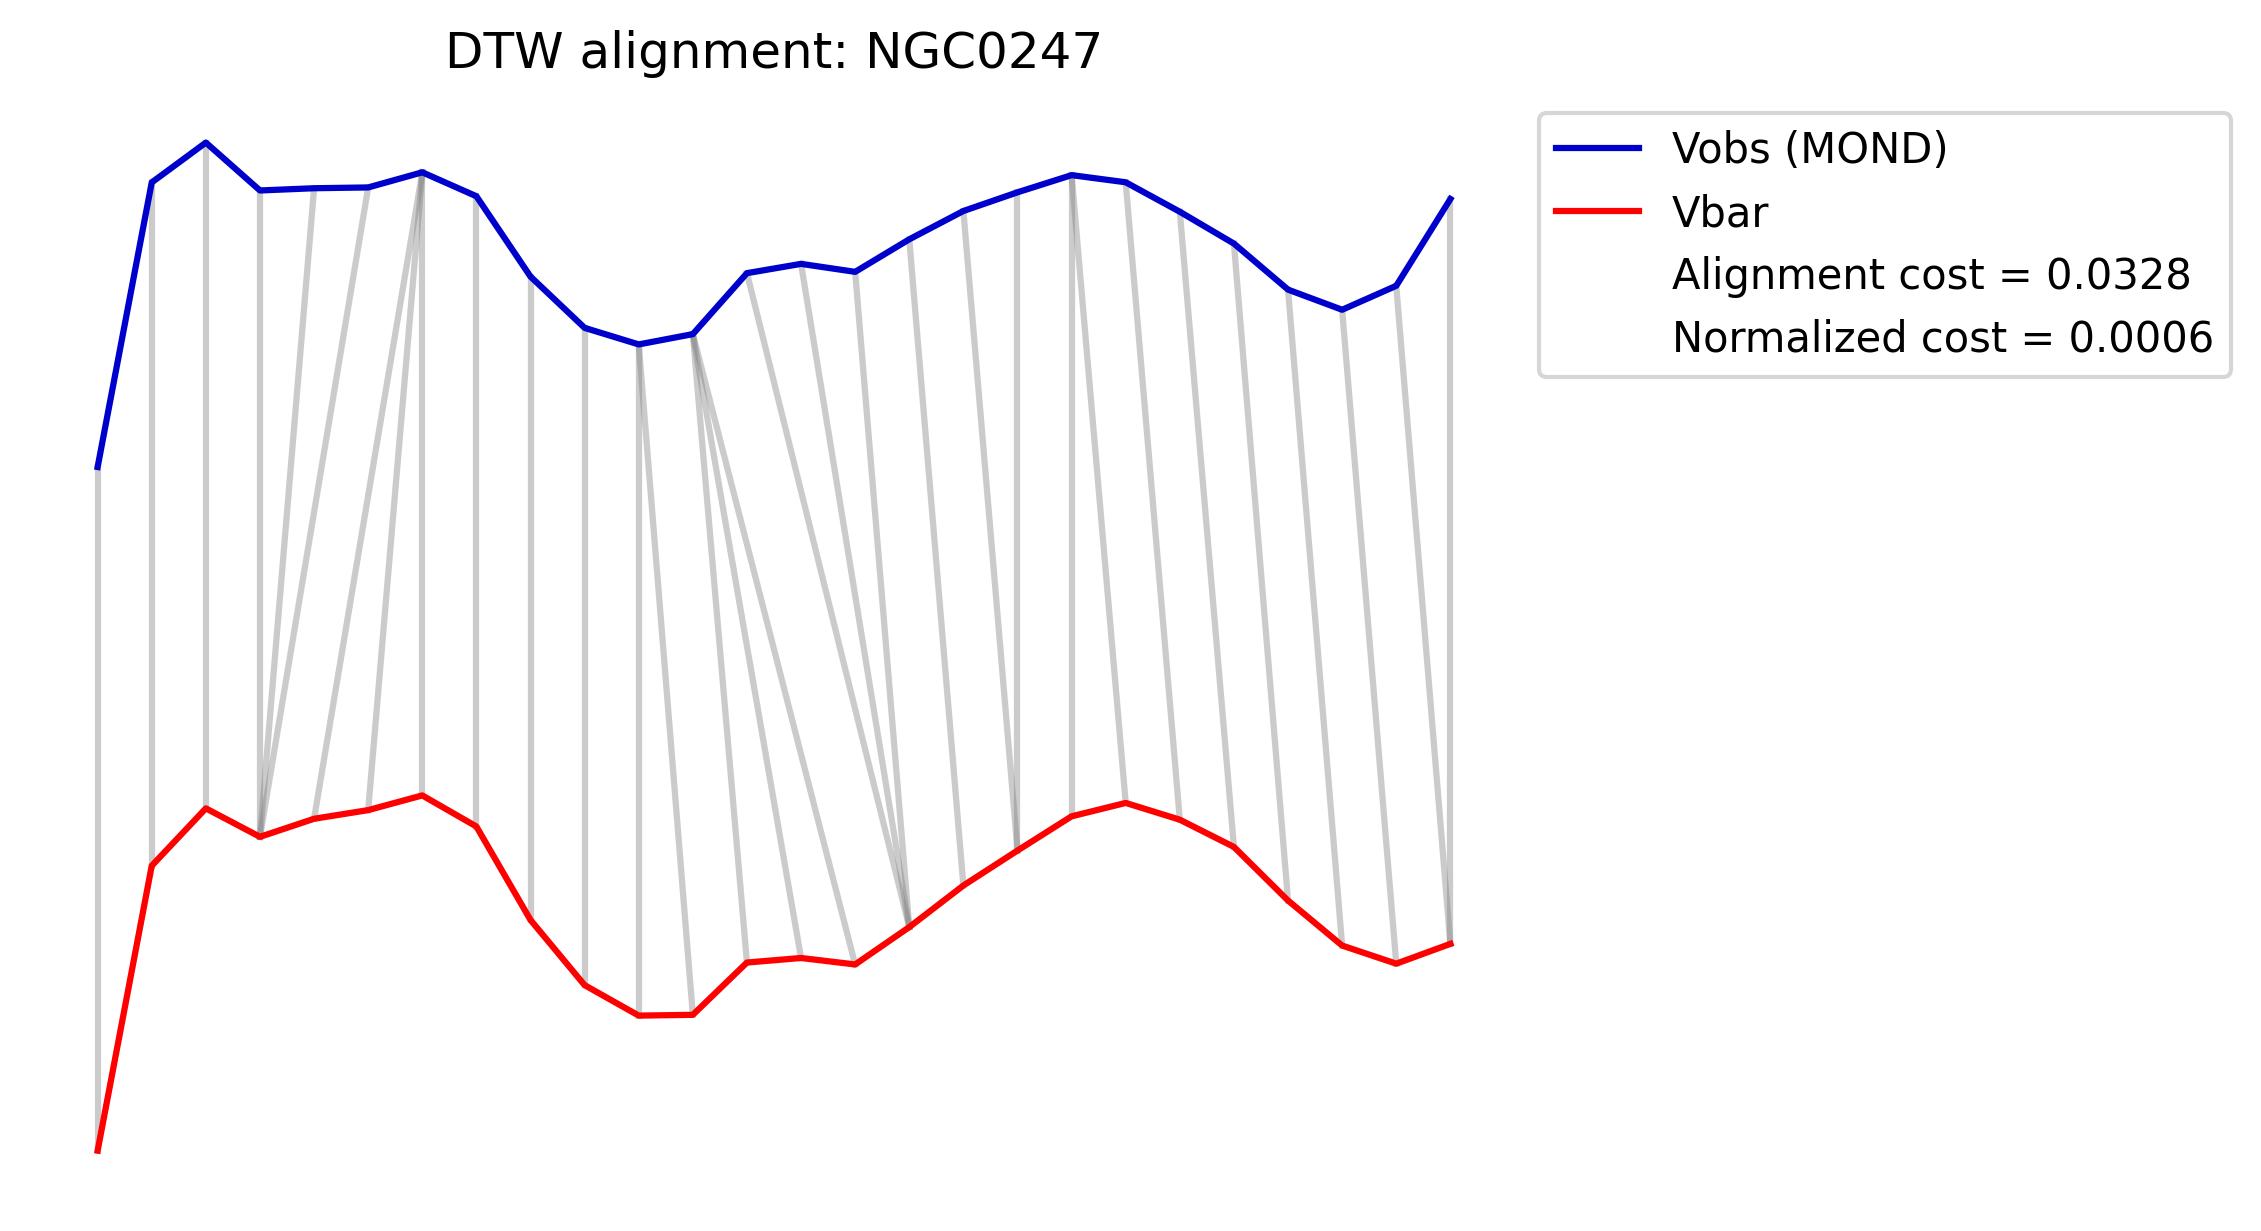 DTW alignment: NGC0247
Vobs (MOND)
Vbar
Alignment cost = 0.0328
Normalized cost = 0.0006